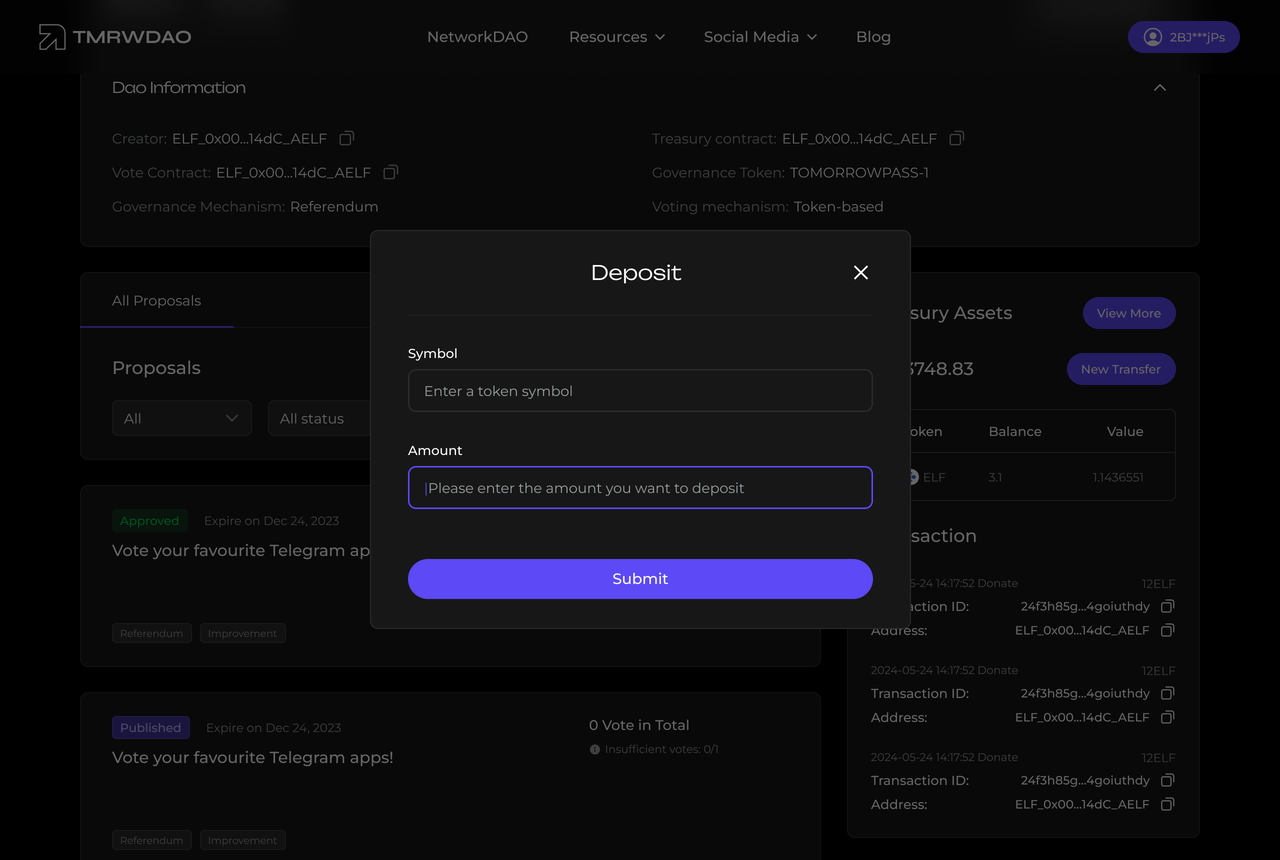 TMRWDAO
NetworkDAO Resources Social Media Blog
2BJ***jPs
Dao Information
Creator: ELF_0x00...14dC_AELF
Treasury contract: ELF_0x00...14dC_AELF
Vote Contract: ELF_0x00...14dC_AELF
Governance Token: TOMORROWPASS-1
Governance Mechanism: Referendum
Voting mechanism: Token-based
Deposit
Symbol
Enter a token symbol
Amount
Please enter the amount you want to deposit
Submit
All Proposals
Proposals
All
All status
Approved
Expire on Dec 24, 2023
Vote your favourite Telegram ap
Referendum
Improvement
Published
Expire on Dec 24, 2023
Vote your favourite Telegram apps!
0 Vote in Total
Insufficient votes: 0/1
Referendum
Improvement
sury Assets
View More
3748.83
New Transfer
oken Balance Value
ELF 3.1 1.1436551
saction
05-24 14:17:52 Donate 12ELF
action ID: 24f3h85g...4goiuthdy
Address: ELF_0x00...14dC_AELF
2024-05-24 14:17:52 Donate 12ELF
Transaction ID: 24f3h85g...4goiuthdy
Address: ELF_0x00...14dC_AELF
2024-05-24 14:17:52 Donate 12ELF
Transaction ID: 24f3h85g...4goiuthdy
Address: ELF_0x00...14dC_AELF